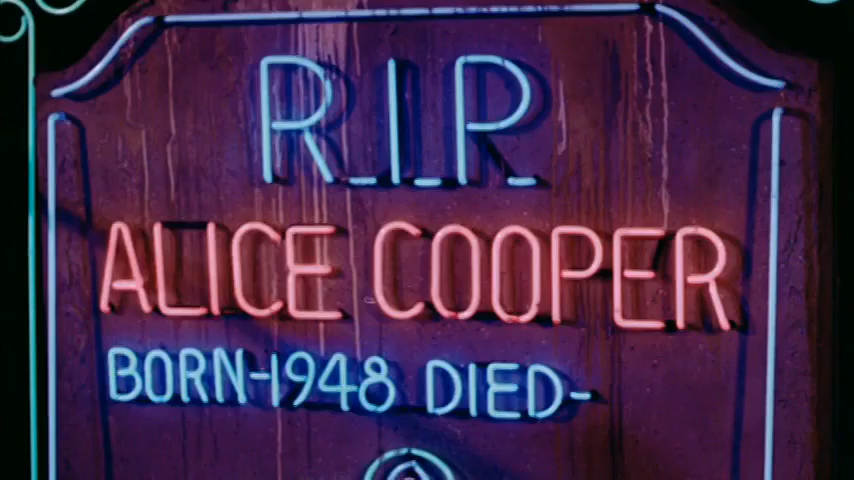 R.I.P.
ALICE COOPER
BORN-1948 DIED-